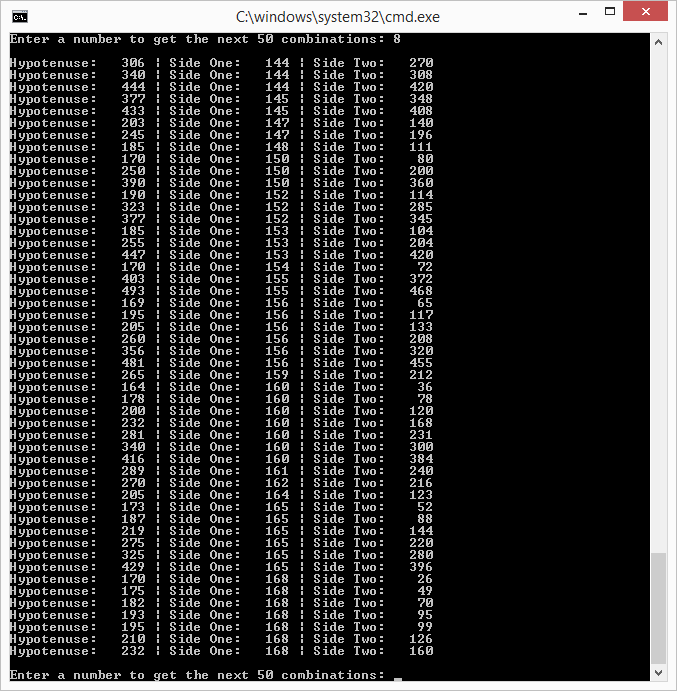 C:\windows\system32\cmd.exe
Enter a number to get the next 50 combinations: 8
Hypotenuse: 306 ¦ Side One: 144 ¦ Side Two: 270
Hypotenuse: 340 ¦ Side One: 144 ¦ Side Two: 308
Hypotenuse: 444 ¦ Side One: 144 ¦ Side Two: 420
Hypotenuse: 377 ¦ Side One: 145 ¦ Side Two: 348
Hypotenuse: 433 ¦ Side One: 145 ¦ Side Two: 408
Hypotenuse: 203 ¦ Side One: 147 ¦ Side Two: 140
Hypotenuse: 245 ¦ Side One: 147 ¦ Side Two: 196
Hypotenuse: 185 ¦ Side One: 148 ¦ Side Two: 111
Hypotenuse: 170 ¦ Side One: 150 ¦ Side Two: 80
Hypotenuse: 250 ¦ Side One: 150 ¦ Side Two: 200
Hypotenuse: 390 ¦ Side One: 150 ¦ Side Two: 360
Hypotenuse: 190 ¦ Side One: 152 ¦ Side Two: 114
Hypotenuse: 323 ¦ Side One: 152 ¦ Side Two: 285
Hypotenuse: 377 ¦ Side One: 152 ¦ Side Two: 345
Hypotenuse: 185 ¦ Side One: 153 ¦ Side Two: 104
Hypotenuse: 255 ¦ Side One: 153 ¦ Side Two: 204
Hypotenuse: 447 ¦ Side One: 153 ¦ Side Two: 420
Hypotenuse: 170 ¦ Side One: 154 ¦ Side Two: 72
Hypotenuse: 403 ¦ Side One: 155 ¦ Side Two: 372
Hypotenuse: 493 ¦ Side One: 155 ¦ Side Two: 468
Hypotenuse: 169 ¦ Side One: 156 ¦ Side Two: 65
Hypotenuse: 195 ¦ Side One: 156 ¦ Side Two: 117
Hypotenuse: 205 ¦ Side One: 156 ¦ Side Two: 133
Hypotenuse: 260 ¦ Side One: 156 ¦ Side Two: 208
Hypotenuse: 356 ¦ Side One: 156 ¦ Side Two: 320
Hypotenuse: 481 ¦ Side One: 156 ¦ Side Two: 455
Hypotenuse: 265 ¦ Side One: 159 ¦ Side Two: 212
Hypotenuse: 164 ¦ Side One: 160 ¦ Side Two: 36
Hypotenuse: 178 ¦ Side One: 160 ¦ Side Two: 78
Hypotenuse: 200 ¦ Side One: 160 ¦ Side Two: 120
Hypotenuse: 232 ¦ Side One: 160 ¦ Side Two: 168
Hypotenuse: 281 ¦ Side One: 160 ¦ Side Two: 231
Hypotenuse: 340 ¦ Side One: 160 ¦ Side Two: 300
Hypotenuse: 416 ¦ Side One: 160 ¦ Side Two: 384
Hypotenuse: 289 ¦ Side One: 161 ¦ Side Two: 240
Hypotenuse: 270 ¦ Side One: 162 ¦ Side Two: 216
Hypotenuse: 205 ¦ Side One: 164 ¦ Side Two: 123
Hypotenuse: 173 ¦ Side One: 165 ¦ Side Two: 52
Hypotenuse: 187 ¦ Side One: 165 ¦ Side Two: 88
Hypotenuse: 219 ¦ Side One: 165 ¦ Side Two: 144
Hypotenuse: 275 ¦ Side One: 165 ¦ Side Two: 220
Hypotenuse: 325 ¦ Side One: 165 ¦ Side Two: 280
Hypotenuse: 429 ¦ Side One: 165 ¦ Side Two: 396
Hypotenuse: 170 ¦ Side One: 168 ¦ Side Two: 26
Hypotenuse: 175 ¦ Side One: 168 ¦ Side Two: 49
Hypotenuse: 182 ¦ Side One: 168 ¦ Side Two: 70
Hypotenuse: 193 ¦ Side One: 168 ¦ Side Two: 95
Hypotenuse: 195 ¦ Side One: 168 ¦ Side Two: 99
Hypotenuse: 210 ¦ Side One: 168 ¦ Side Two: 126
Hypotenuse: 232 ¦ Side One: 168 ¦ Side Two: 160
Enter a number to get the next 50 combinations: